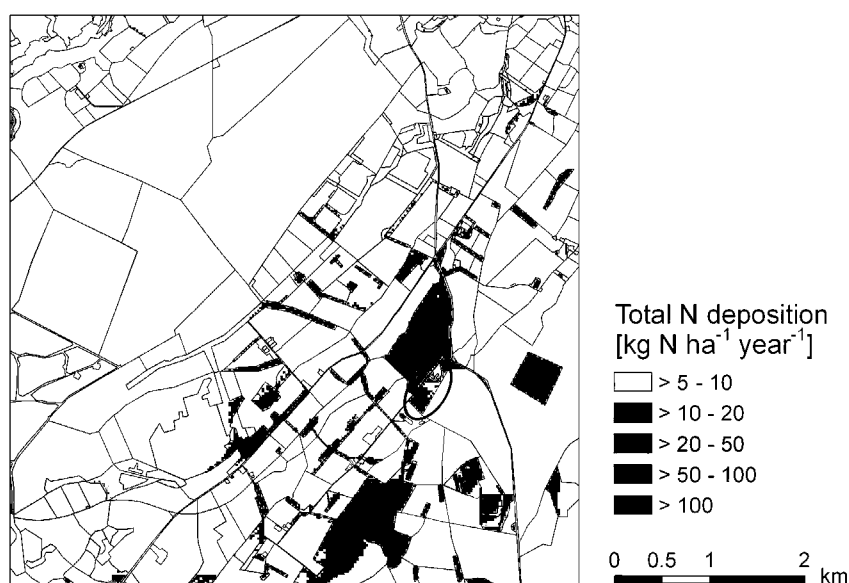 Total N deposition
[kg N ha⁻¹ year⁻¹]
> 5 - 10
> 10 - 20
> 20 - 50
> 50 - 100
> 100
0 0.5 1 2
km